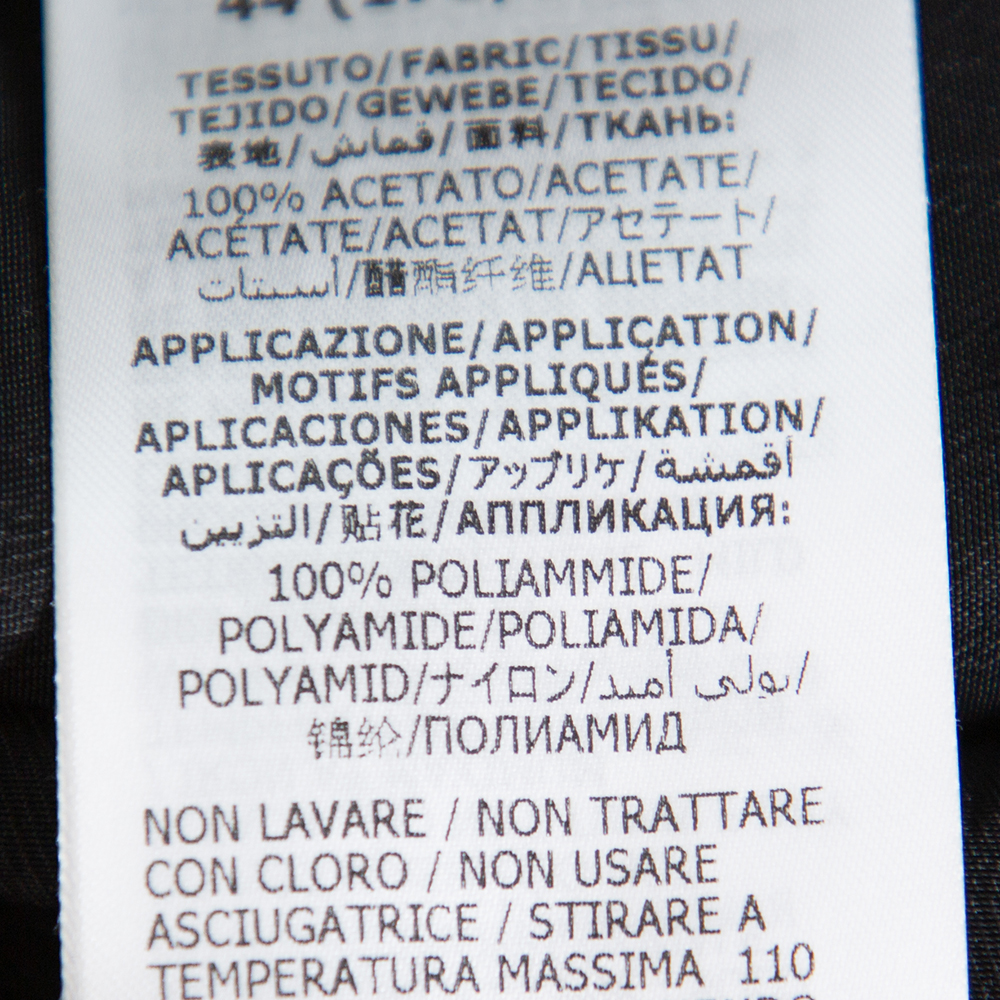 44
TESSUTO/FABRIC/TISSU/
TEJIDO/GEWEBE/TECIDO/
表地/قماش/面料/ТКАНЬ:
100% ACETATO/ACETATE/
ACÉTATE/ACETAT/アセテート/
أسيتات/醋酯纤维/АЦЕТАТ
APPLICAZIONE/APPLICATION/
MOTIFS APPLIQUÉS/
APLICACIONES/APPLIKATION/
APLICAÇÕES/アップリケ/أقمشة
التزيين/贴花/АППЛИКАЦИЯ:
100% POLIAMMIDE/
POLYAMIDE/POLIAMIDA/
POLYAMID/ナイロン/بولي أميد/
锦纶/ПОЛИАМИД
NON LAVARE / NON TRATTARE
CON CLORO / NON USARE
ASCIUGATRICE / STIRARE A
TEMPERATURA MASSIMA 110